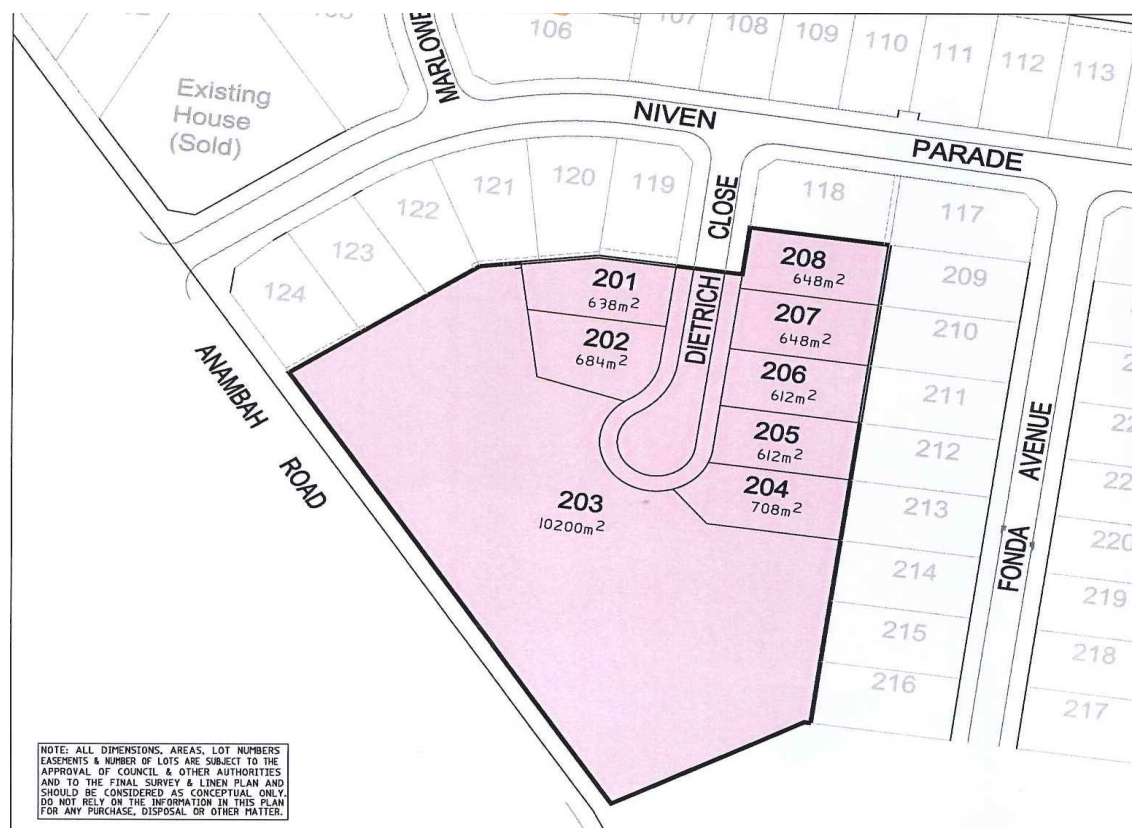 106
107
108
109
110
111
112
113
MARLOWE
Existing
House
(Sold)
NIVEN
PARADE
CLOSE
DIETRICH
121
120
119
118
117
122
123
124
201
638m²
202
684m²
208
648m²
207
648m²
206
612m²
205
612m²
204
708m²
203
10200m²
209
210
211
212
213
214
215
216
ANAMBAH
ROAD
FONDA
AVENUE
220
219
218
217
NOTE: ALL DIMENSIONS, AREAS, LOT NUMBERS
EASEMENTS & NUMBER OF LOTS ARE SUBJECT TO THE
APPROVAL OF COUNCIL & OTHER AUTHORITIES
AND TO THE FINAL SURVEY & LINEN PLAN AND
SHOULD BE CONSIDERED AS CONCEPTUAL ONLY.
DO NOT RELY ON THE INFORMATION IN THIS PLAN
FOR ANY PURCHASE, DISPOSAL OR OTHER MATTER.